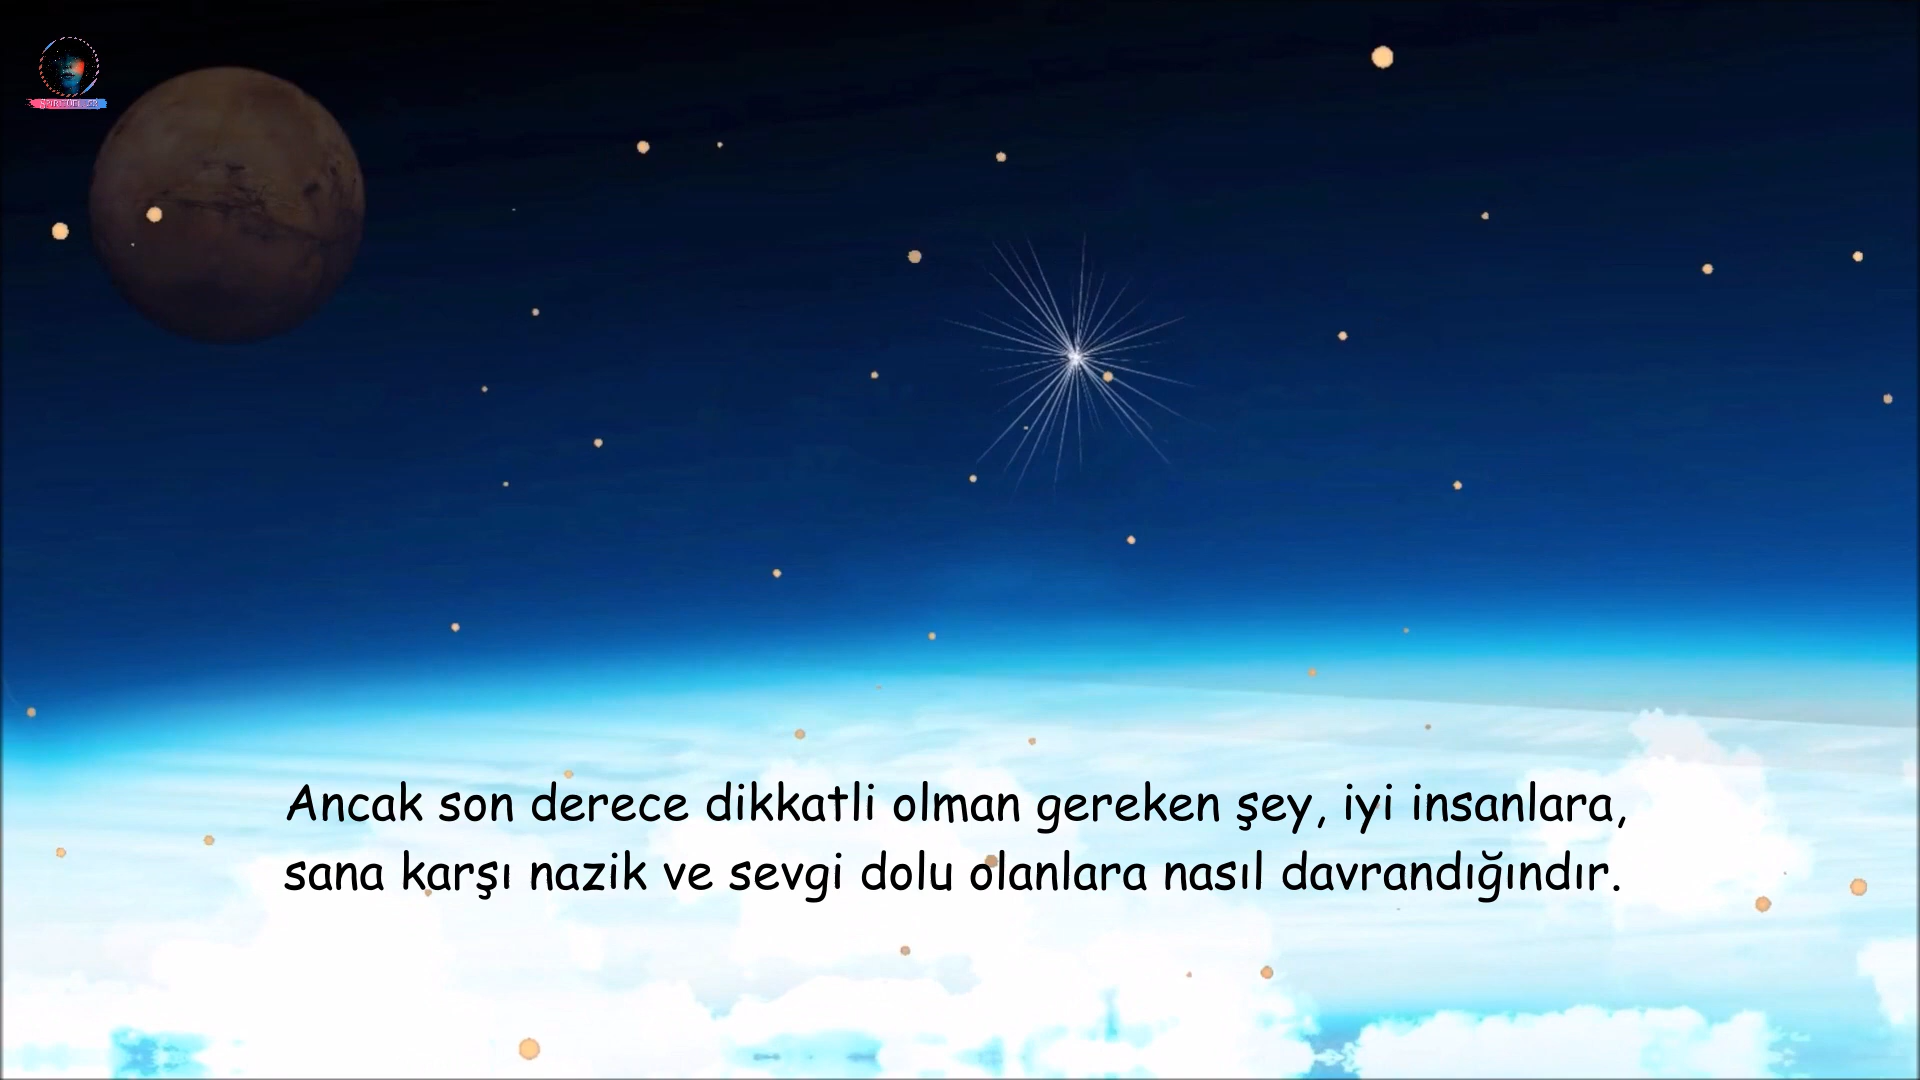 Ancak son derece dikkatli olman gereken şey, iyi insanlara,
sana karşı nazik ve sevgi dolu olanlara nasıl davrandığındır.